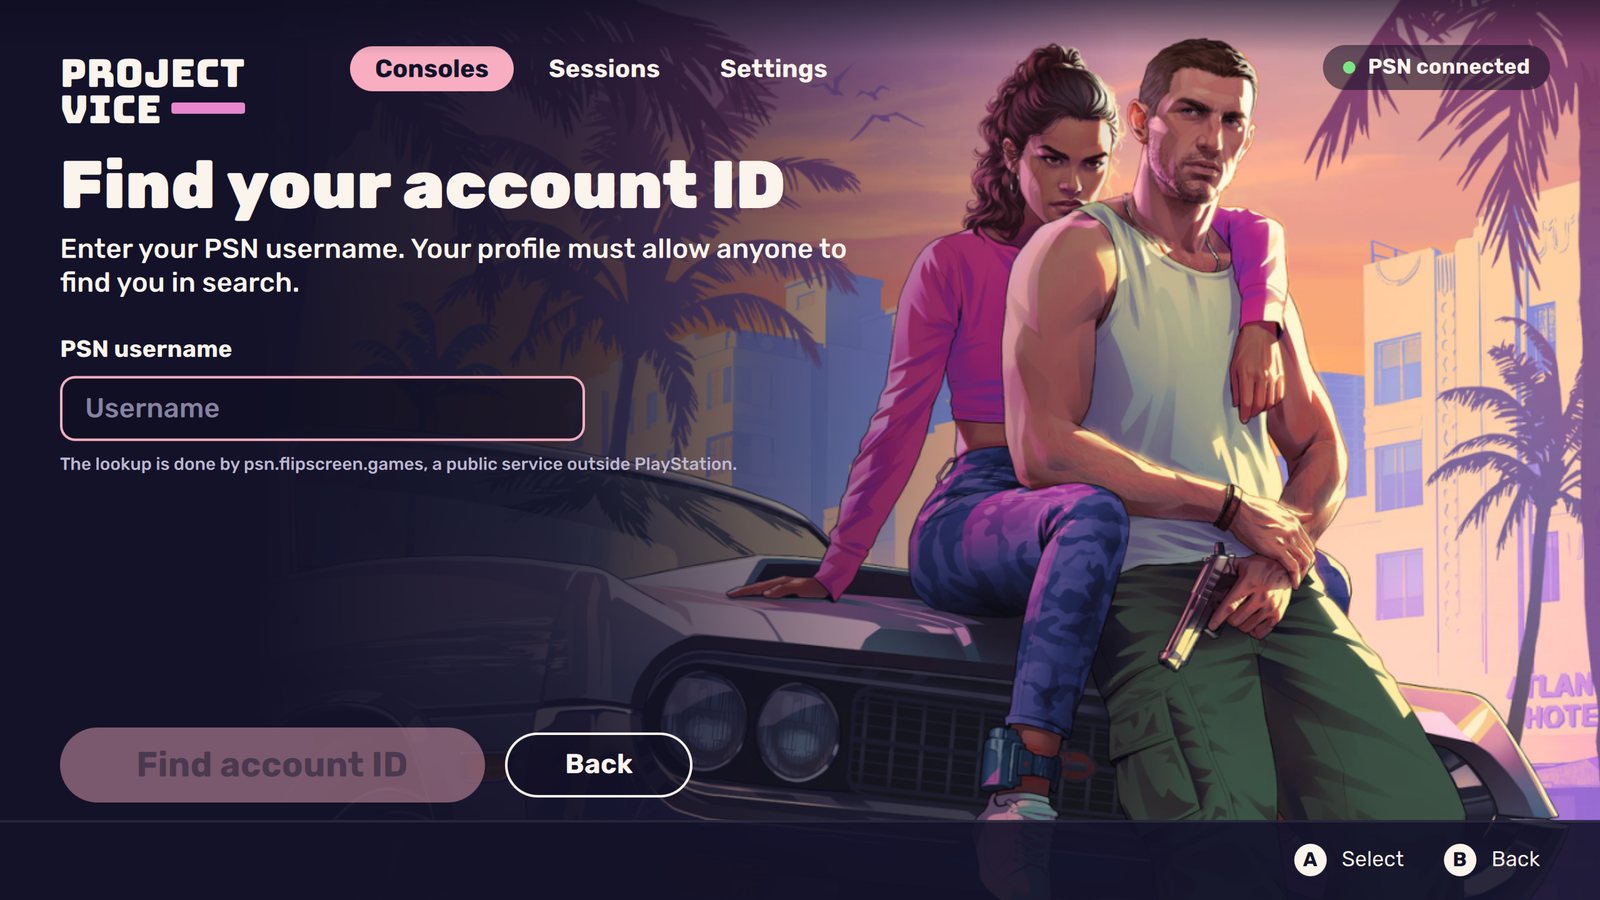 PROJECT
VICE
Consoles
Sessions
Settings
PSN connected
Find your account ID
Enter your PSN username. Your profile must allow anyone to
find you in search.
PSN username
Username
The lookup is done by psn.flipscreen.games, a public service outside PlayStation.
Find account ID
Back
HOTE
A Select
B Back